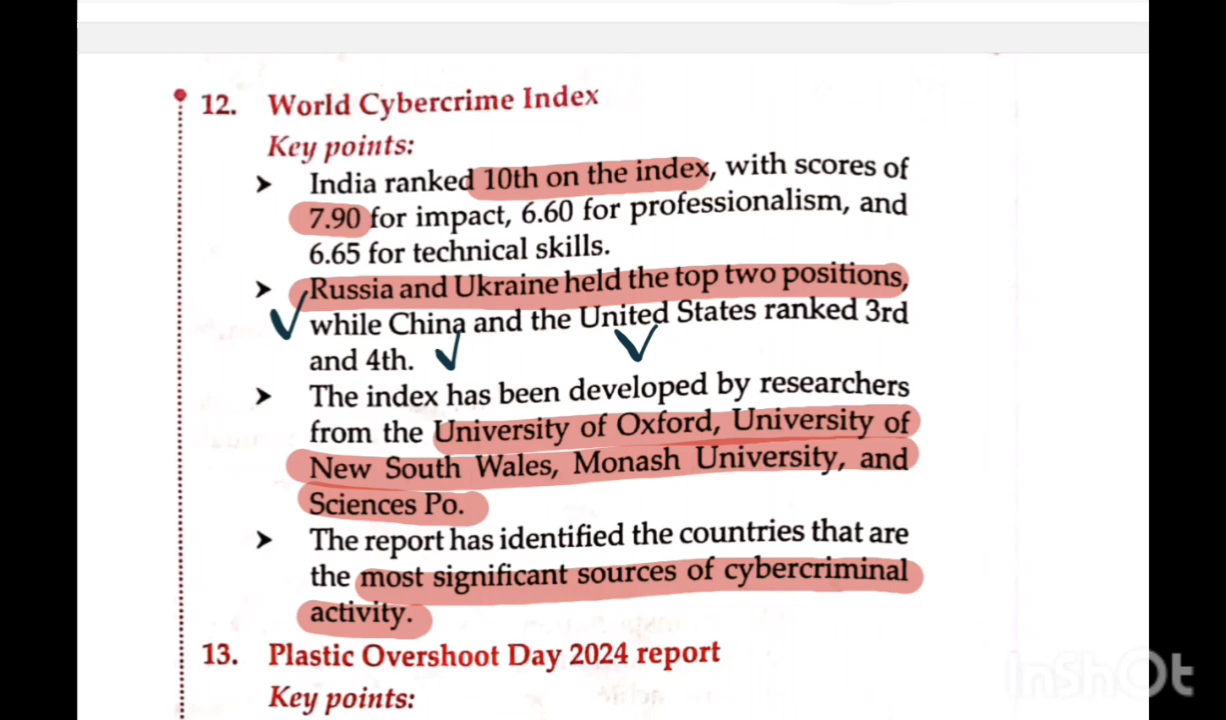 12. World Cybercrime Index
Key points:
➤ India ranked 10th on the index, with scores of
7.90 for impact, 6.60 for professionalism, and
6.65 for technical skills.
➤ Russia and Ukraine held the top two positions,
while China and the United States ranked 3rd
and 4th.
➤ The index has been developed by researchers
from the University of Oxford, University of
New South Wales, Monash University, and
Sciences Po.
➤ The report has identified the countries that are
the most significant sources of cybercriminal
activity.
13. Plastic Overshoot Day 2024 report
Key points:
InShOt